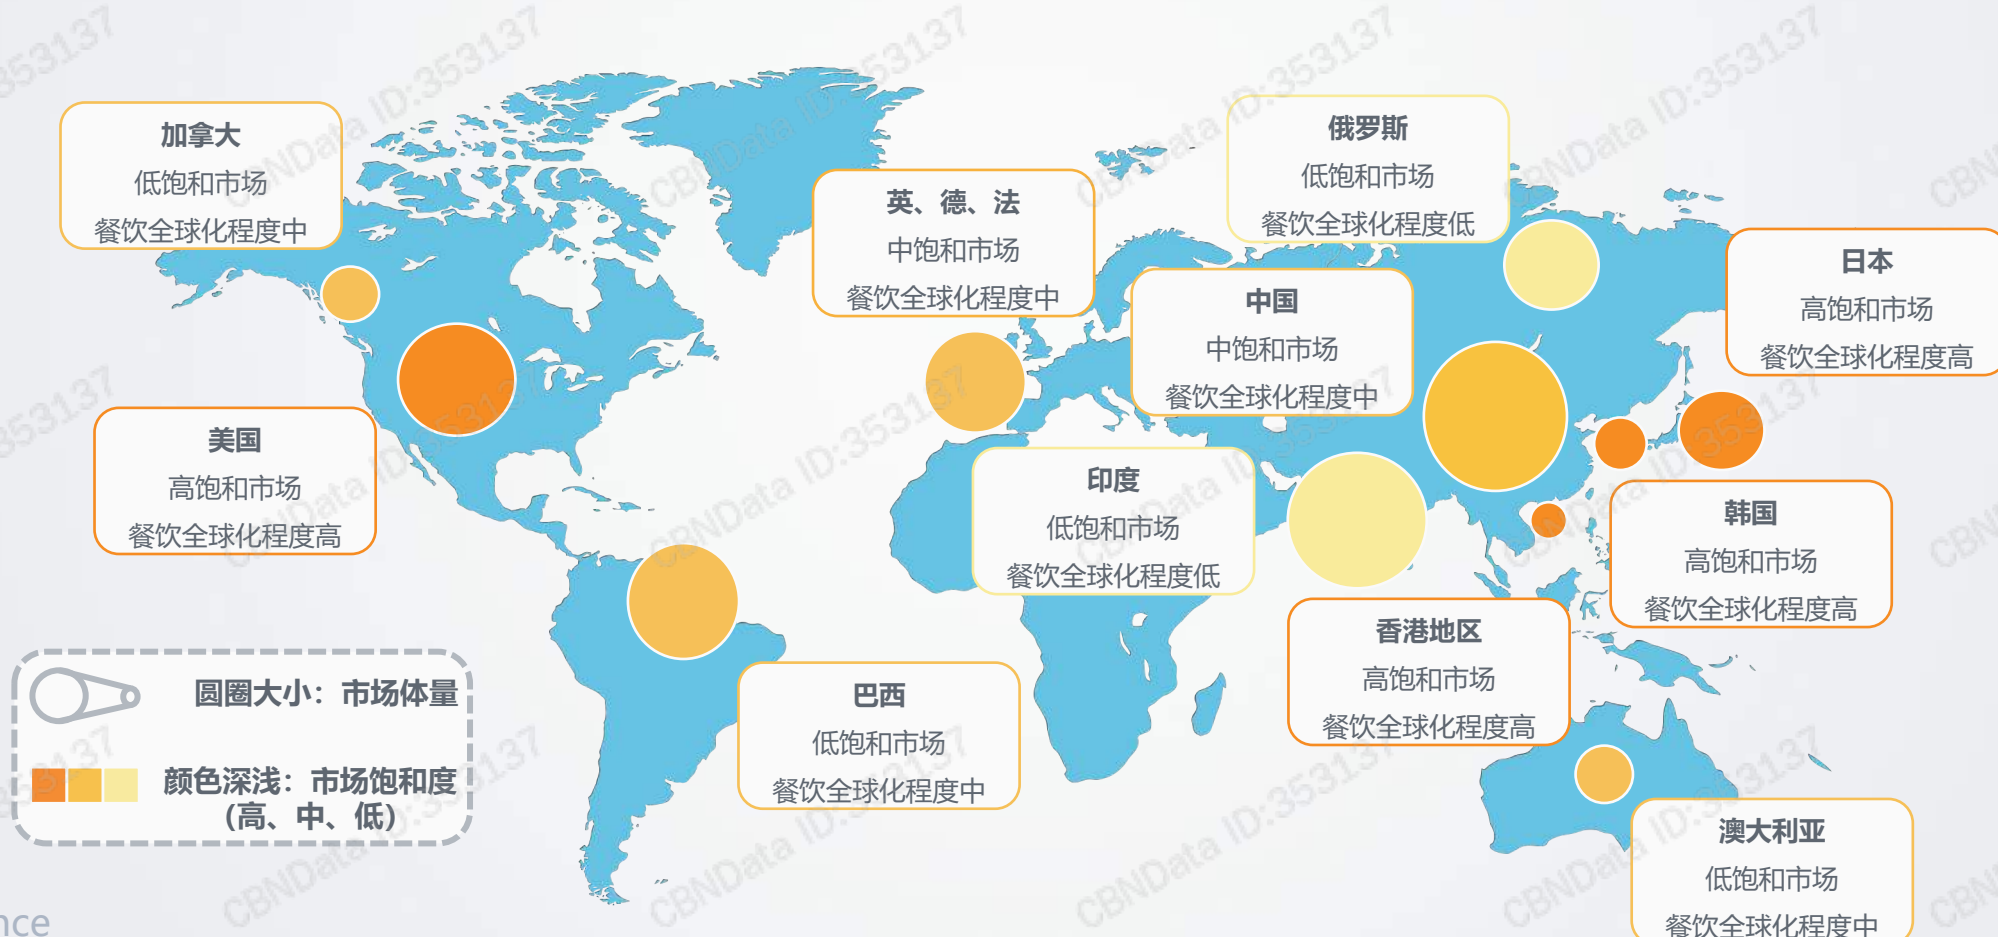 加拿大
低饱和市场
餐饮全球化程度中
俄罗斯
低饱和市场
餐饮全球化程度低
英、德、法
中饱和市场
餐饮全球化程度中
日本
高饱和市场
餐饮全球化程度高
中国
中饱和市场
餐饮全球化程度中
美国
高饱和市场
餐饮全球化程度高
印度
低饱和市场
餐饮全球化程度低
韩国
高饱和市场
餐饮全球化程度高
香港地区
高饱和市场
餐饮全球化程度高
巴西
低饱和市场
餐饮全球化程度中
澳大利亚
低饱和市场
餐饮全球化程度中
圆圈大小：市场体量
颜色深浅：市场饱和度
（高、中、低）
nce
CBNData ID:353137